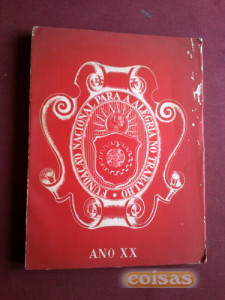 FUNDAÇÃO NACIONAL PARA A ALEGRIA NO TRABALHO
ANO XX
coisas